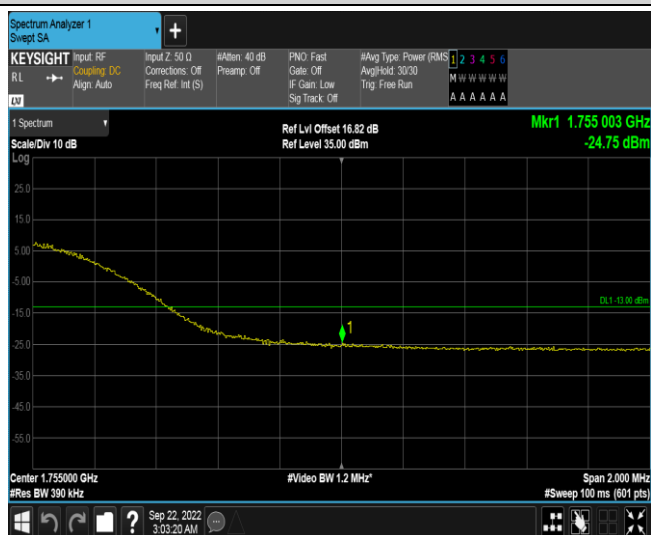 Spectrum Analyzer 1
Swept SA
+
KEYSIGHT
RL
Input: RF
Coupling: DC
Align: Auto
Input Z: 50 Ω
Corrections: Off
Freq Ref: Int (S)
#Atten: 40 dB
Preamp: Off
PNO: Fast
Gate: Off
IF Gain: Low
Sig Track: Off
#Avg Type: Power (RMS
Avg|Hold: 30/30
Trig: Free Run
1 2 3 4 5 6
M W W W W W
A A A A A A
LXI
1 Spectrum
Scale/Div 10 dB
Log
Ref Lvl Offset 16.82 dB
Ref Level 35.00 dBm
Mkr1 1.755 003 GHz
-24.75 dBm
25.0
15.0
5.00
-5.00
DL1 -13.00 dBm
-15.0
1
-25.0
-35.0
-45.0
-55.0
Center 1.755000 GHz
#Video BW 1.2 MHz*
Span 2.000 MHz
#Res BW 390 kHz
#Sweep 100 ms (601 pts)
?
Sep 22, 2022
3:03:20 AM